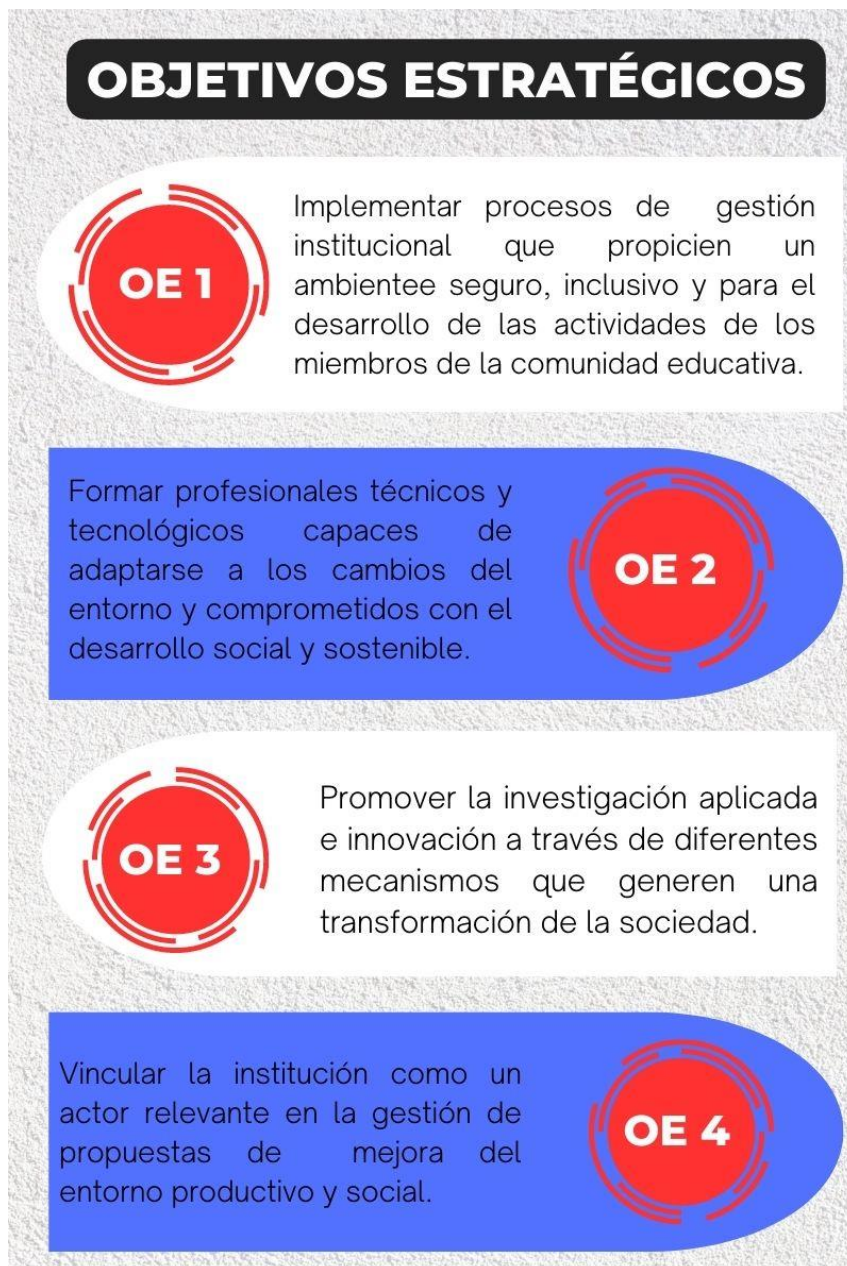 OBJETIVOS ESTRATÉGICOS
OE 1
Implementar procesos de gestión
institucional que propicien un
ambientee seguro, inclusivo y para el
desarrollo de las actividades de los
miembros de la comunidad educativa.
Formar profesionales técnicos y
tecnológicos capaces de
adaptarse a los cambios del
entorno y comprometidos con el
desarrollo social y sostenible.
OE 2
OE 3
Promover la investigación aplicada
e innovación a través de diferentes
mecanismos que generen una
transformación de la sociedad.
Vincular la institución como un
actor relevante en la gestión de
propuestas de mejora del
entorno productivo y social.
OE 4